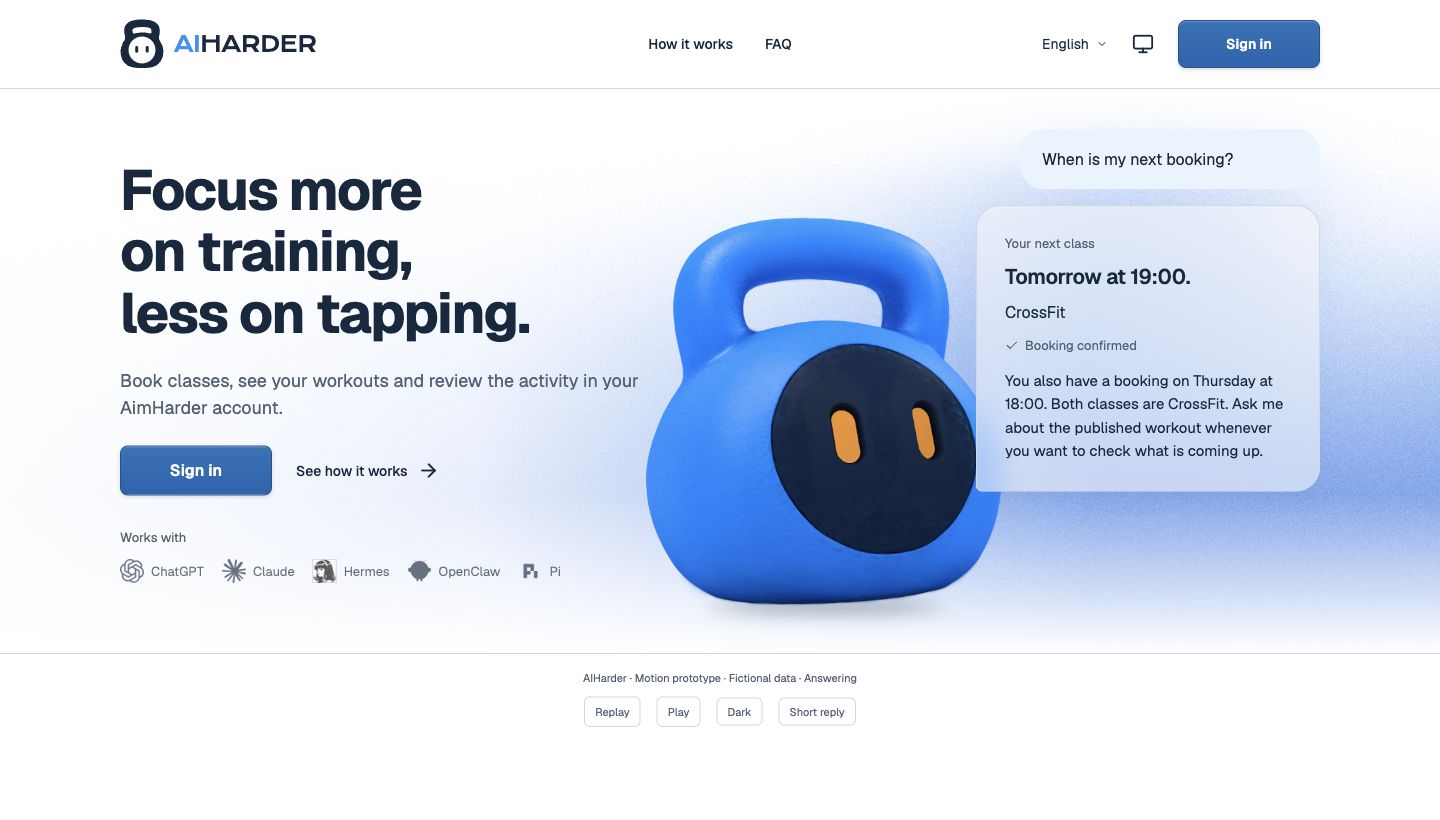 AIHARDER
How it works
FAQ
English
Sign in
Focus more
on training,
less on tapping.
Book classes, see your workouts and review the activity in your
AimHarder account.
Sign in
See how it works
Works with
ChatGPT
Claude
Hermes
OpenClaw
Pi
When is my next booking?
Your next class
Tomorrow at 19:00.
CrossFit
Booking confirmed
You also have a booking on Thursday at
18:00. Both classes are CrossFit. Ask me
about the published workout whenever
you want to check what is coming up.
AIHarder · Motion prototype · Fictional data · Answering
Replay
Play
Dark
Short reply